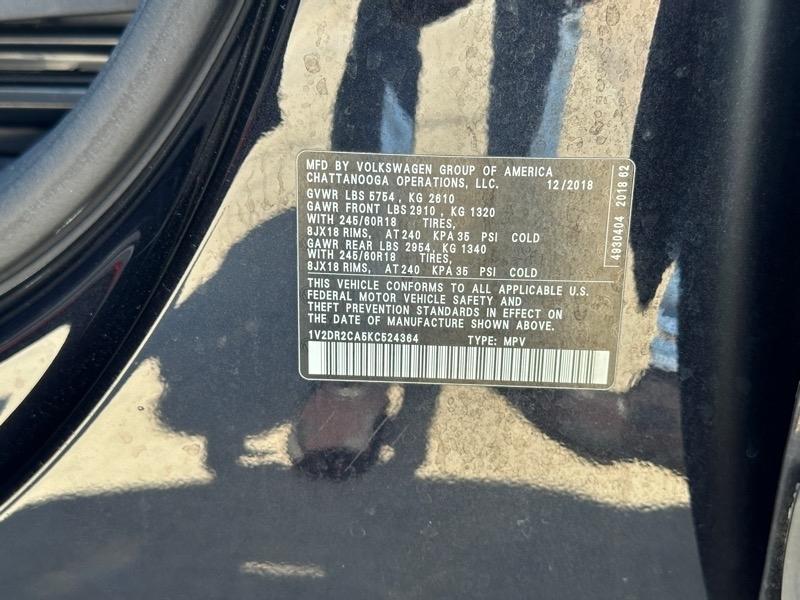 MFD BY VOLKSWAGEN GROUP OF AMERICA
CHATTANOOGA OPERATIONS, LLC. 12/2018
GVWR LBS 5754 , KG 2610
GAWR FRONT LBS 2910 , KG 1320
WITH 245/60R18 TIRES,
8JX18 RIMS, AT 240 KPA 35 PSI COLD
GAWR REAR LBS 2954, KG 1340
WITH 245/60R18 TIRES,
8JX18 RIMS, AT 240 KPA 35 PSI COLD
THIS VEHICLE CONFORMS TO ALL APPLICABLE U.S.
FEDERAL MOTOR VEHICLE SAFETY AND
THEFT PREVENTION STANDARDS IN EFFECT ON
THE DATE OF MANUFACTURE SHOWN ABOVE.
1V2DR2CA5KC524364 TYPE: MPV
4930404 2018 62